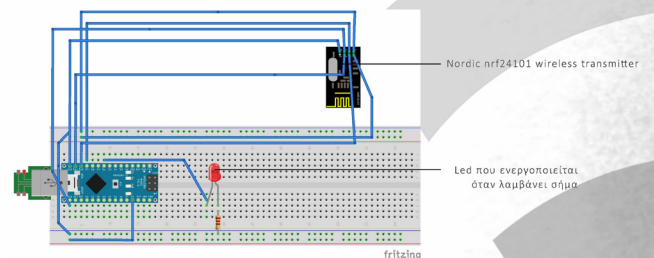 Nordic nrf24101 wireless transmitter
Led που ενεργοποιείται
όταν λαμβάνει σήμα
fritzing